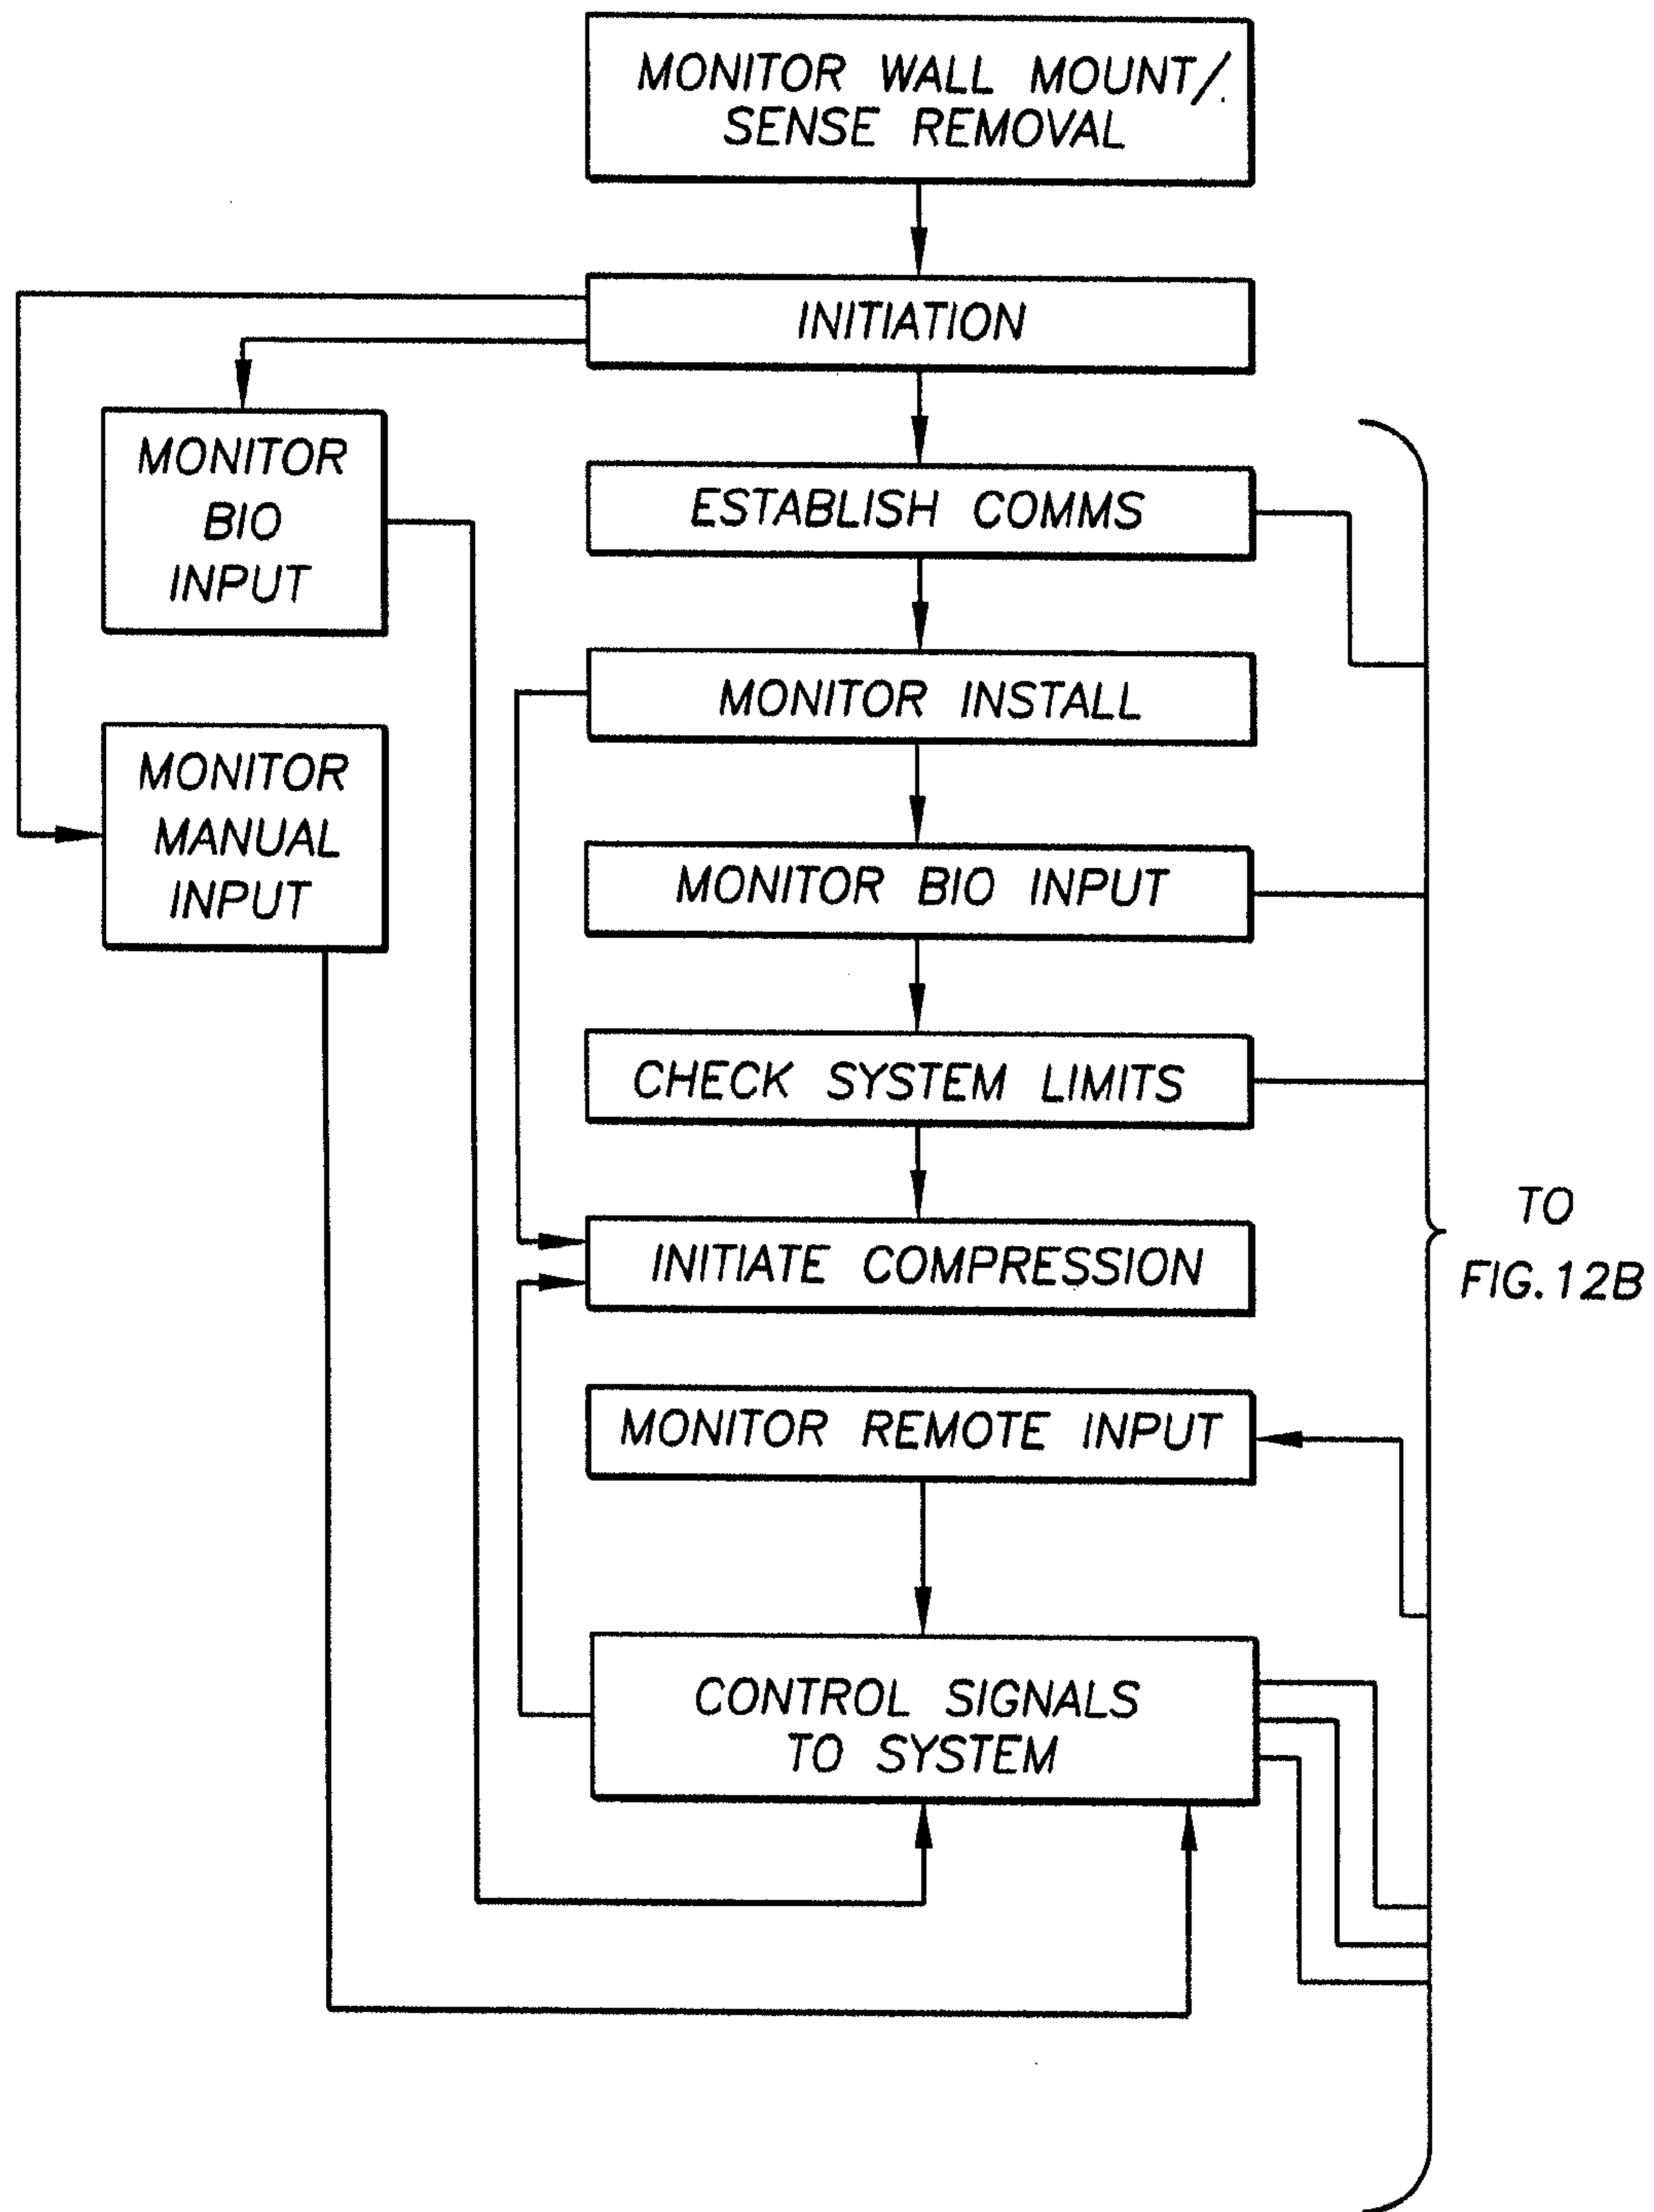 MONITOR WALL MOUNT/
SENSE REMOVAL
INITIATION
MONITOR
BIO
INPUT
ESTABLISH COMMS
MONITOR INSTALL
MONITOR
MANUAL
INPUT
MONITOR BIO INPUT
CHECK SYSTEM LIMITS
INITIATE COMPRESSION
TO
FIG.12B
MONITOR REMOTE INPUT
CONTROL SIGNALS
TO SYSTEM